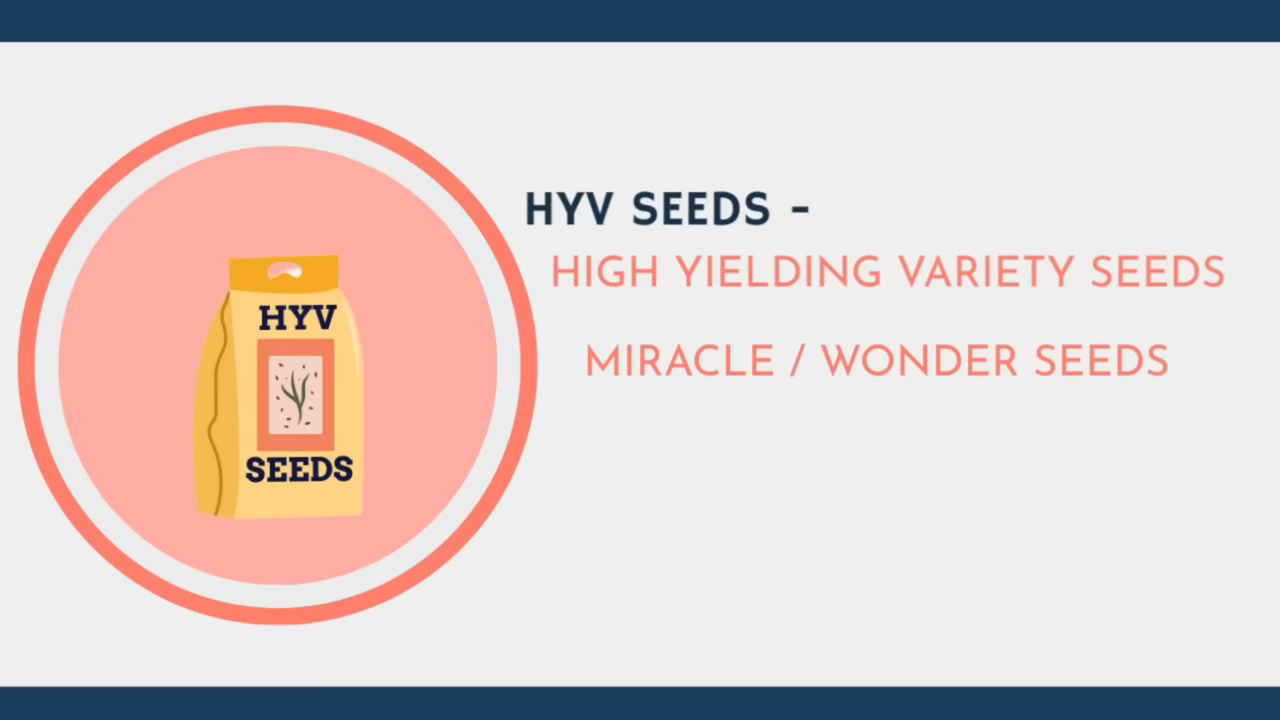 HYV
SEEDS
HYV SEEDS -
HIGH YIELDING VARIETY SEEDS
MIRACLE / WONDER SEEDS